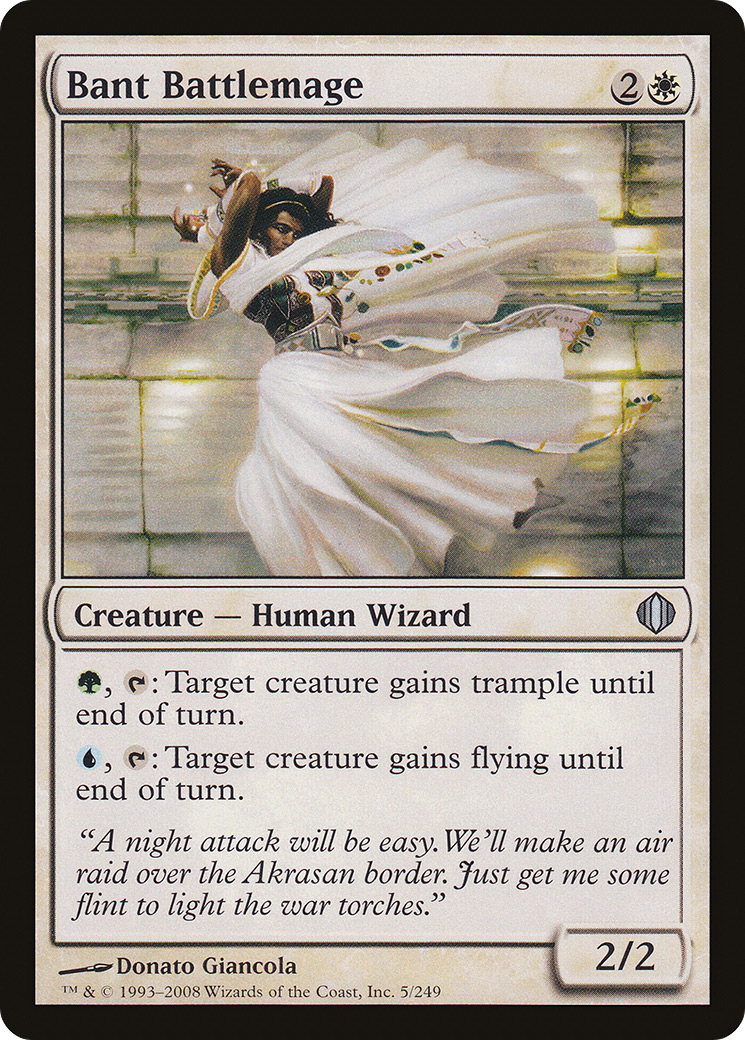 Bant Battlemage 2
Creature — Human Wizard
, : Target creature gains trample until
end of turn.
, : Target creature gains flying until
end of turn.
“A night attack will be easy. We’ll make an air
raid over the Akrasan border. Just get me some
flint to light the war torches.”
2/2
Donato Giancola
™ & © 1993–2008 Wizards of the Coast, Inc. 5/249